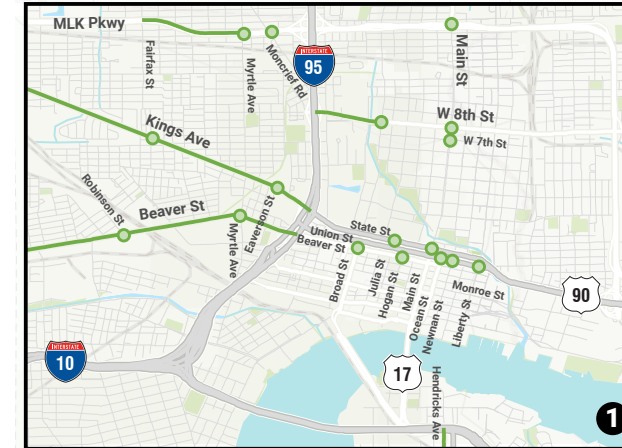 MLK Pkwy
Fairfax St
Myrtle Ave
Moncrief Rd
INTERSTATE
95
Main St
W 8th St
W 7th St
Kings Ave
Robinson St
Beaver St
Myrtle Ave
Eaverson St
State St
Union St
Beaver St
Broad St
Julia St
Hogan St
Main St
Ocean St
Newnan St
Liberty St
Monroe St
90
INTERSTATE
10
17
Hendricks Ave
1